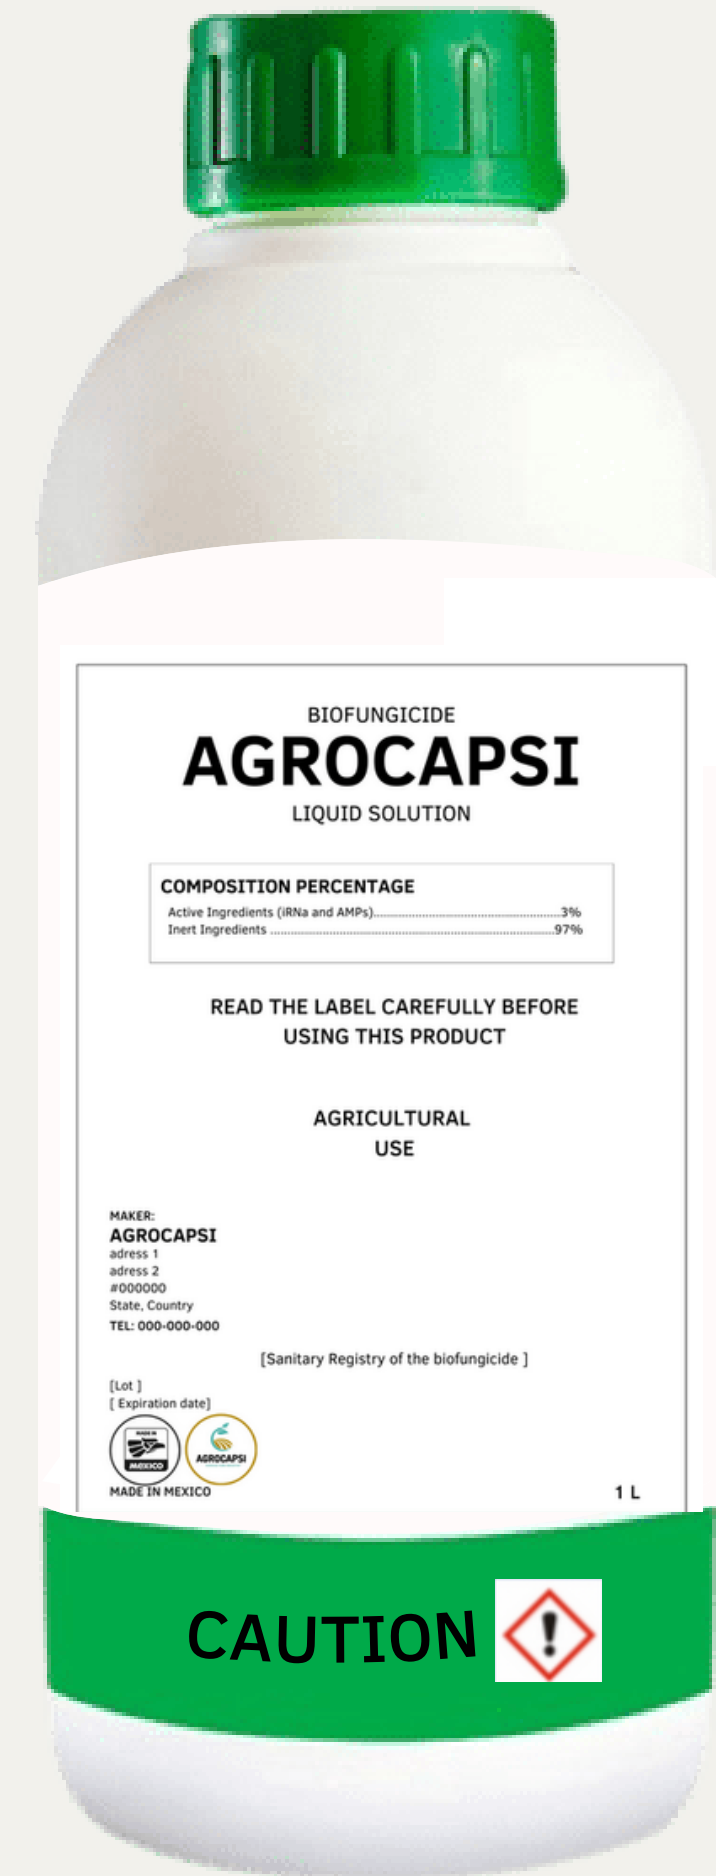 BIOFUNGICIDE
AGROCAPSI
LIQUID SOLUTION
COMPOSITION PERCENTAGE
Active Ingredients (iRNa and AMPs)..........................................................3%
Inert Ingredients ........................................................................................97%
READ THE LABEL CAREFULLY BEFORE
USING THIS PRODUCT
AGRICULTURAL
USE
MAKER:
AGROCAPSI
adress 1
adress 2
#000000
State, Country
TEL: 000-000-000
[Sanitary Registry of the biofungicide ]
[Lot ]
[ Expiration date]
MADE IN
MEXICO
AGROCAPSI
MADE IN MEXICO
1 L
CAUTION